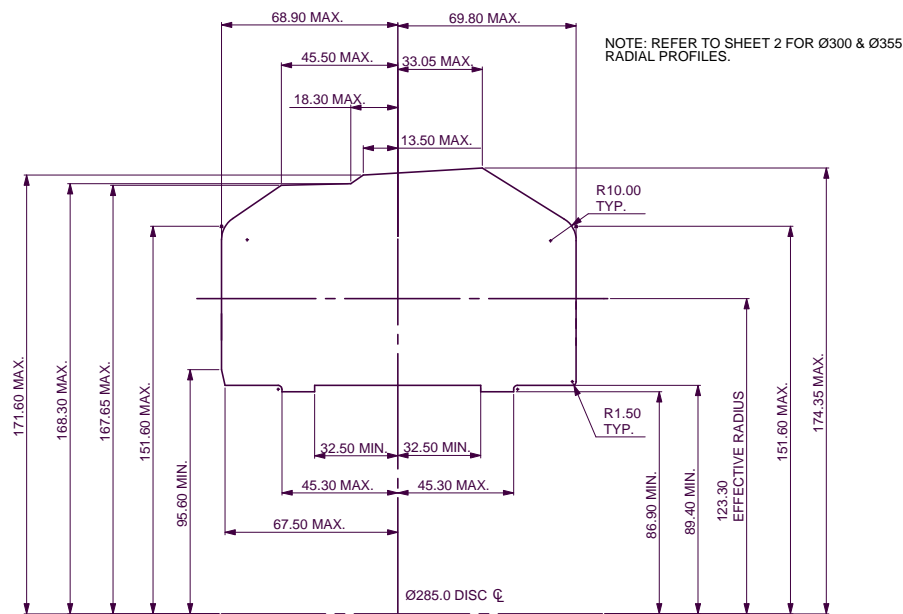 68.90 MAX.
69.80 MAX.
NOTE: REFER TO SHEET 2 FOR Ø300 & Ø355
RADIAL PROFILES.
45.50 MAX.
33.05 MAX.
18.30 MAX.
13.50 MAX.
R10.00
TYP.
171.60 MAX.
168.30 MAX.
167.65 MAX.
151.60 MAX.
95.60 MIN.
32.50 MIN.
32.50 MIN.
45.30 MAX.
45.30 MAX.
67.50 MAX.
R1.50
TYP.
86.90 MIN.
89.40 MIN.
123.30
EFFECTIVE RADIUS
151.60 MAX.
174.35 MAX.
Ø285.0 DISC ℄